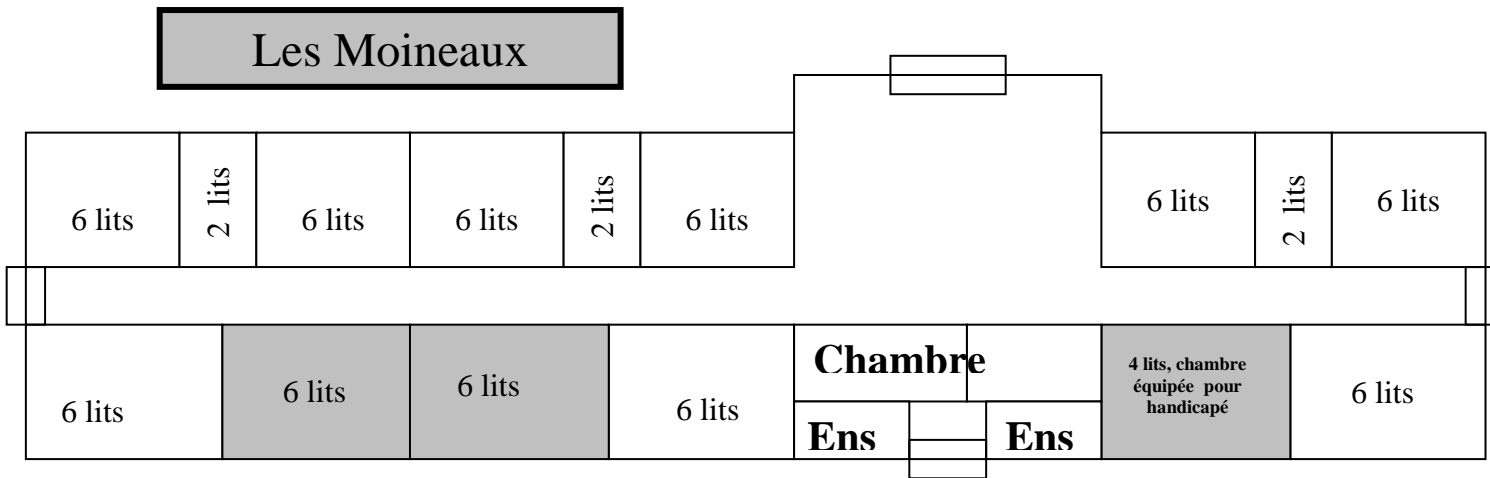 Les Moineaux
6 lits
2 lits
6 lits
6 lits
2 lits
6 lits
6 lits
2 lits
6 lits
6 lits
6 lits
6 lits
6 lits
Chambre
Ens
Ens
4 lits, chambre
équipée pour
handicapé
6 lits